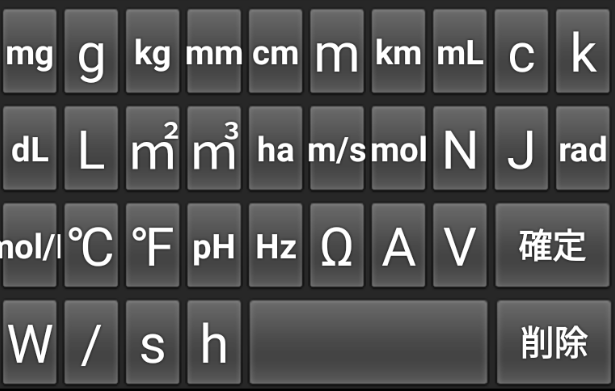 mg g kg mm cm m km mL c k
dL L m² m³ ha m/s mol N J rad
mol/l ℃ ℉ pH Hz Ω A V 確定
W / s h 削除